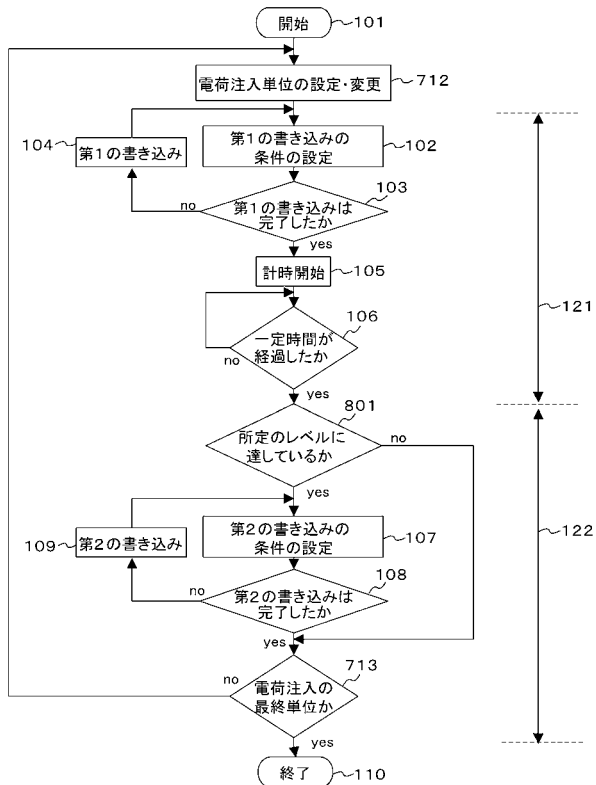 開始
101
電荷注入単位の設定・変更
712
104
第1の書き込み
第1の書き込みの
条件の設定
102
103
no
第1の書き込みは
完了したか
yes
計時開始
105
106
一定時間が
経過したか
no
yes
121
801
所定のレベルに
達しているか
no
yes
109
第2の書き込み
第2の書き込みの
条件の設定
107
122
108
no
第2の書き込みは
完了したか
yes
713
no
電荷注入の
最終単位か
yes
終了
110